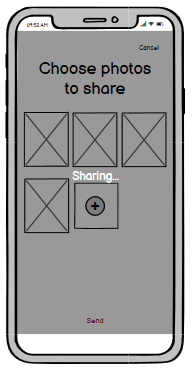 09:52 AM
Cancel
Choose photos
to share
Sharing...
Send